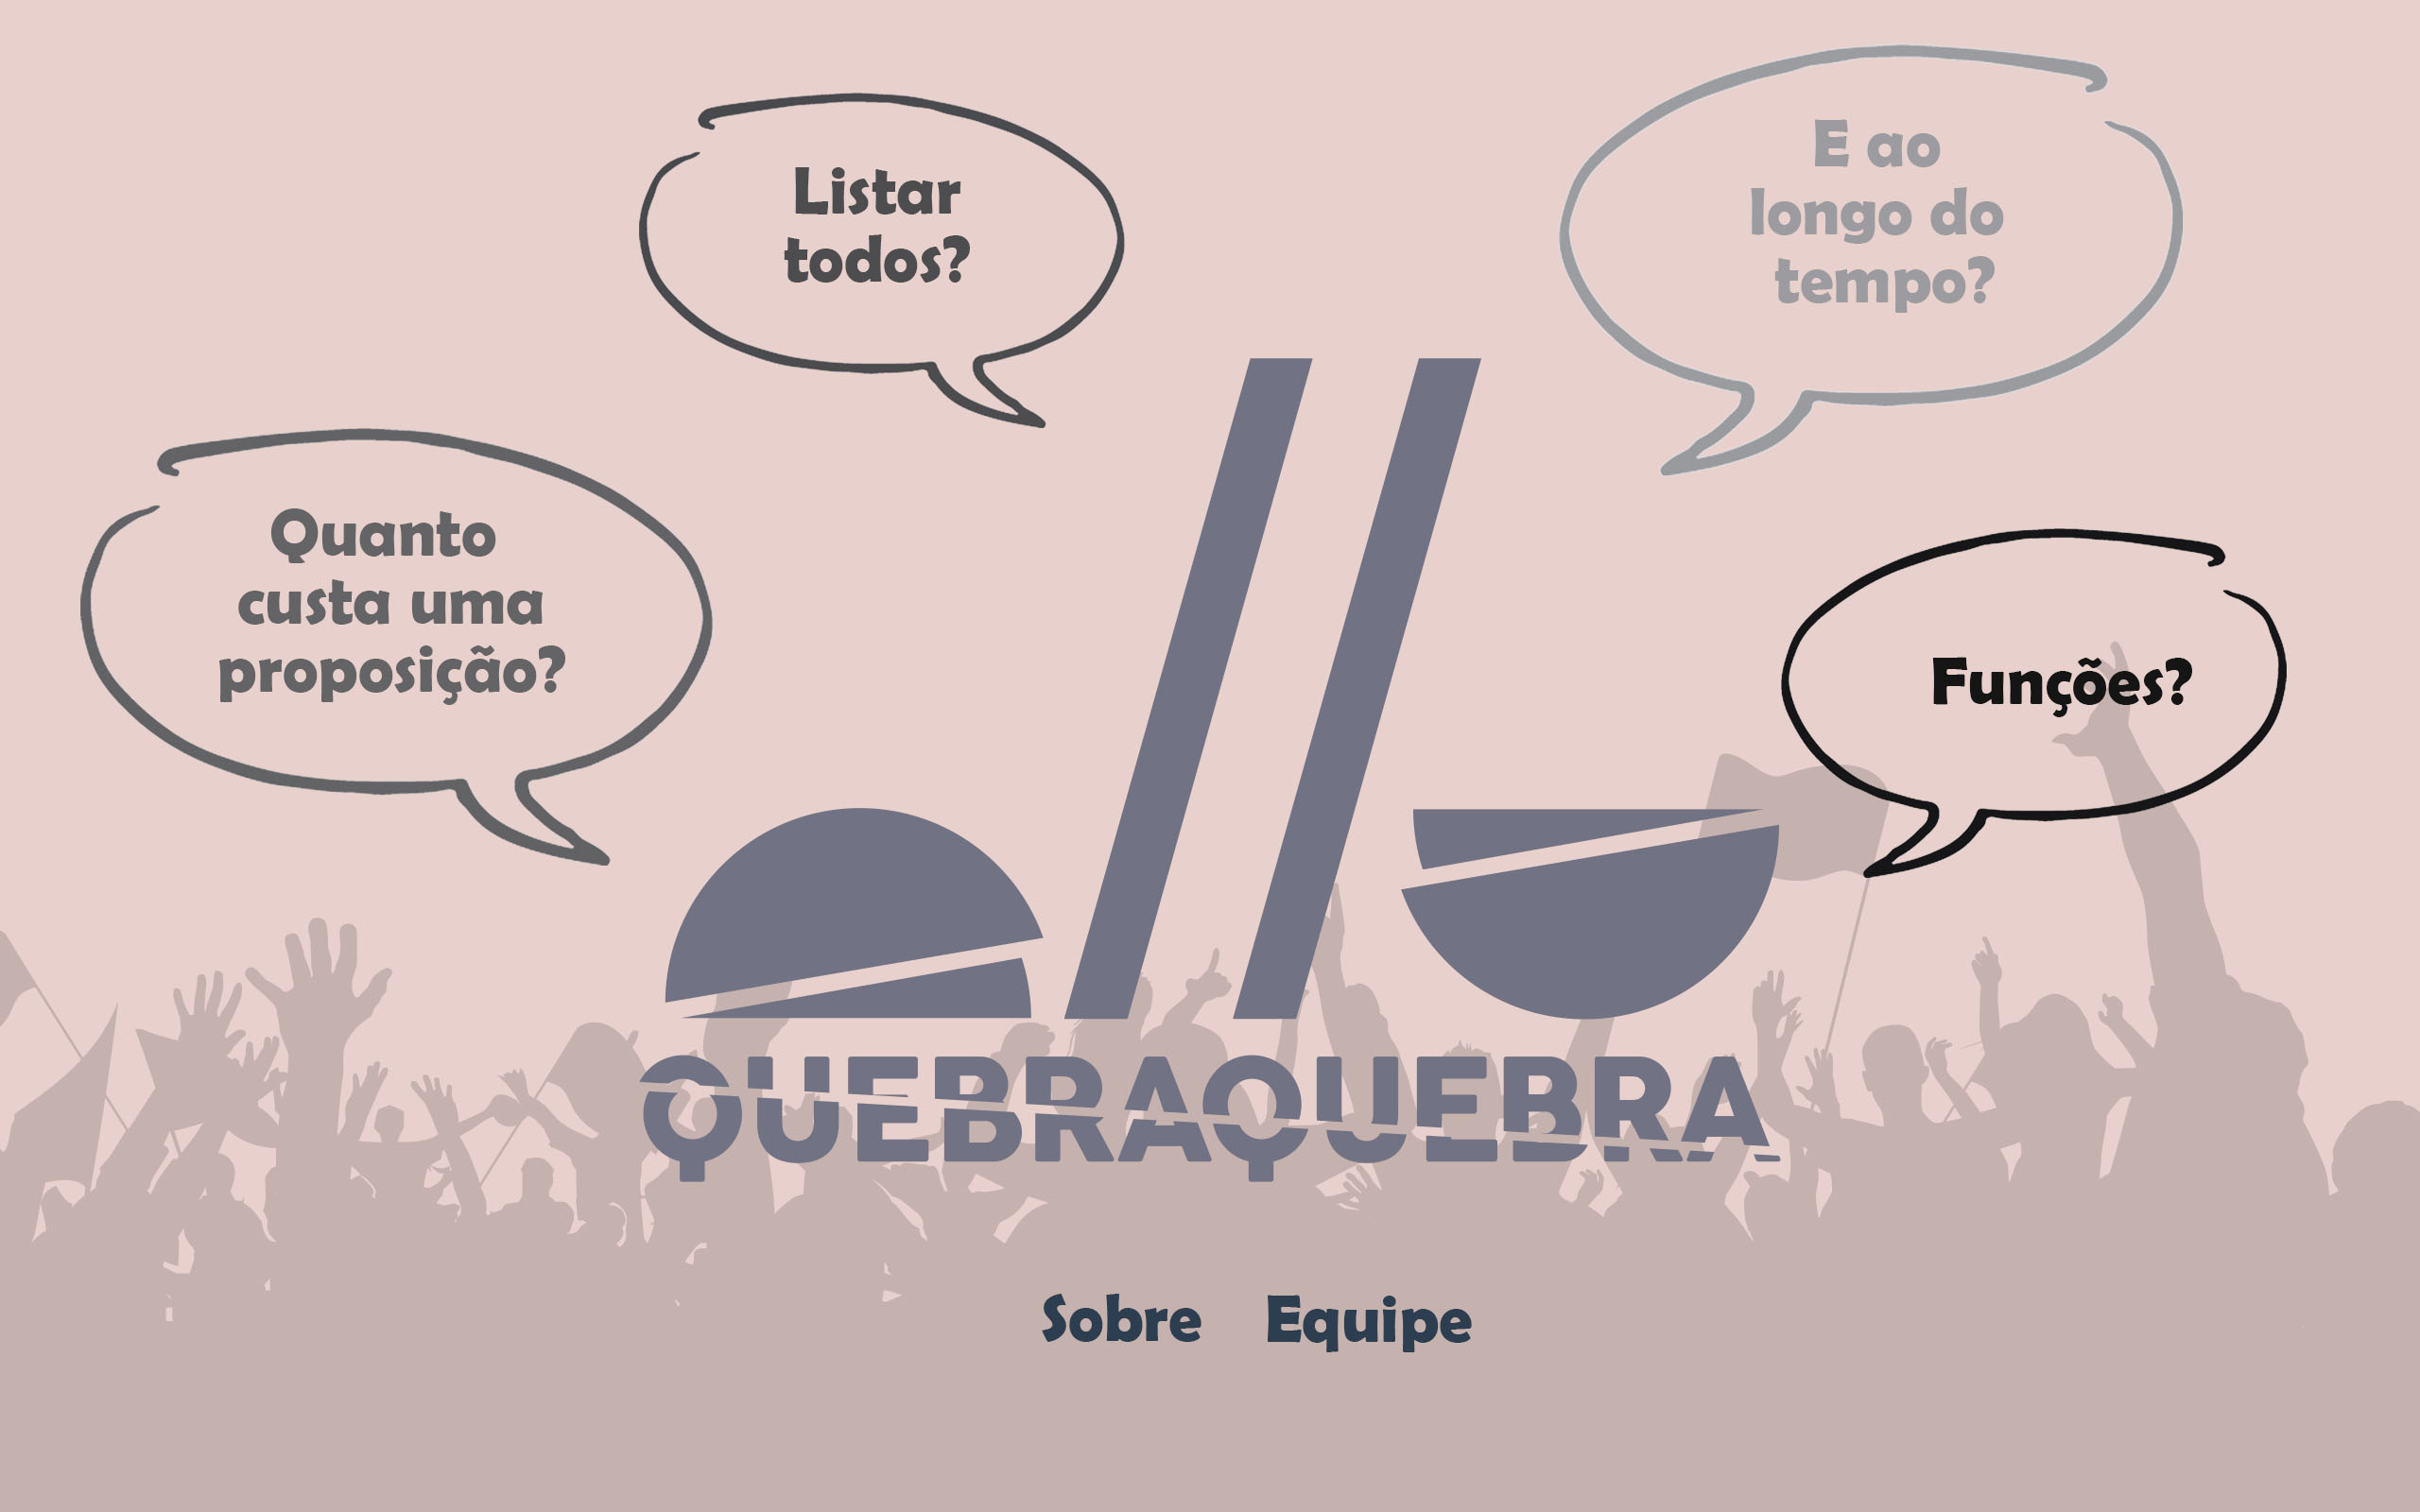 Listar
todos?
E ao
longo do
tempo?
Quanto
custa uma
proposição?
Funções?
QUEBRAQUEBRA
Sobre Equipe